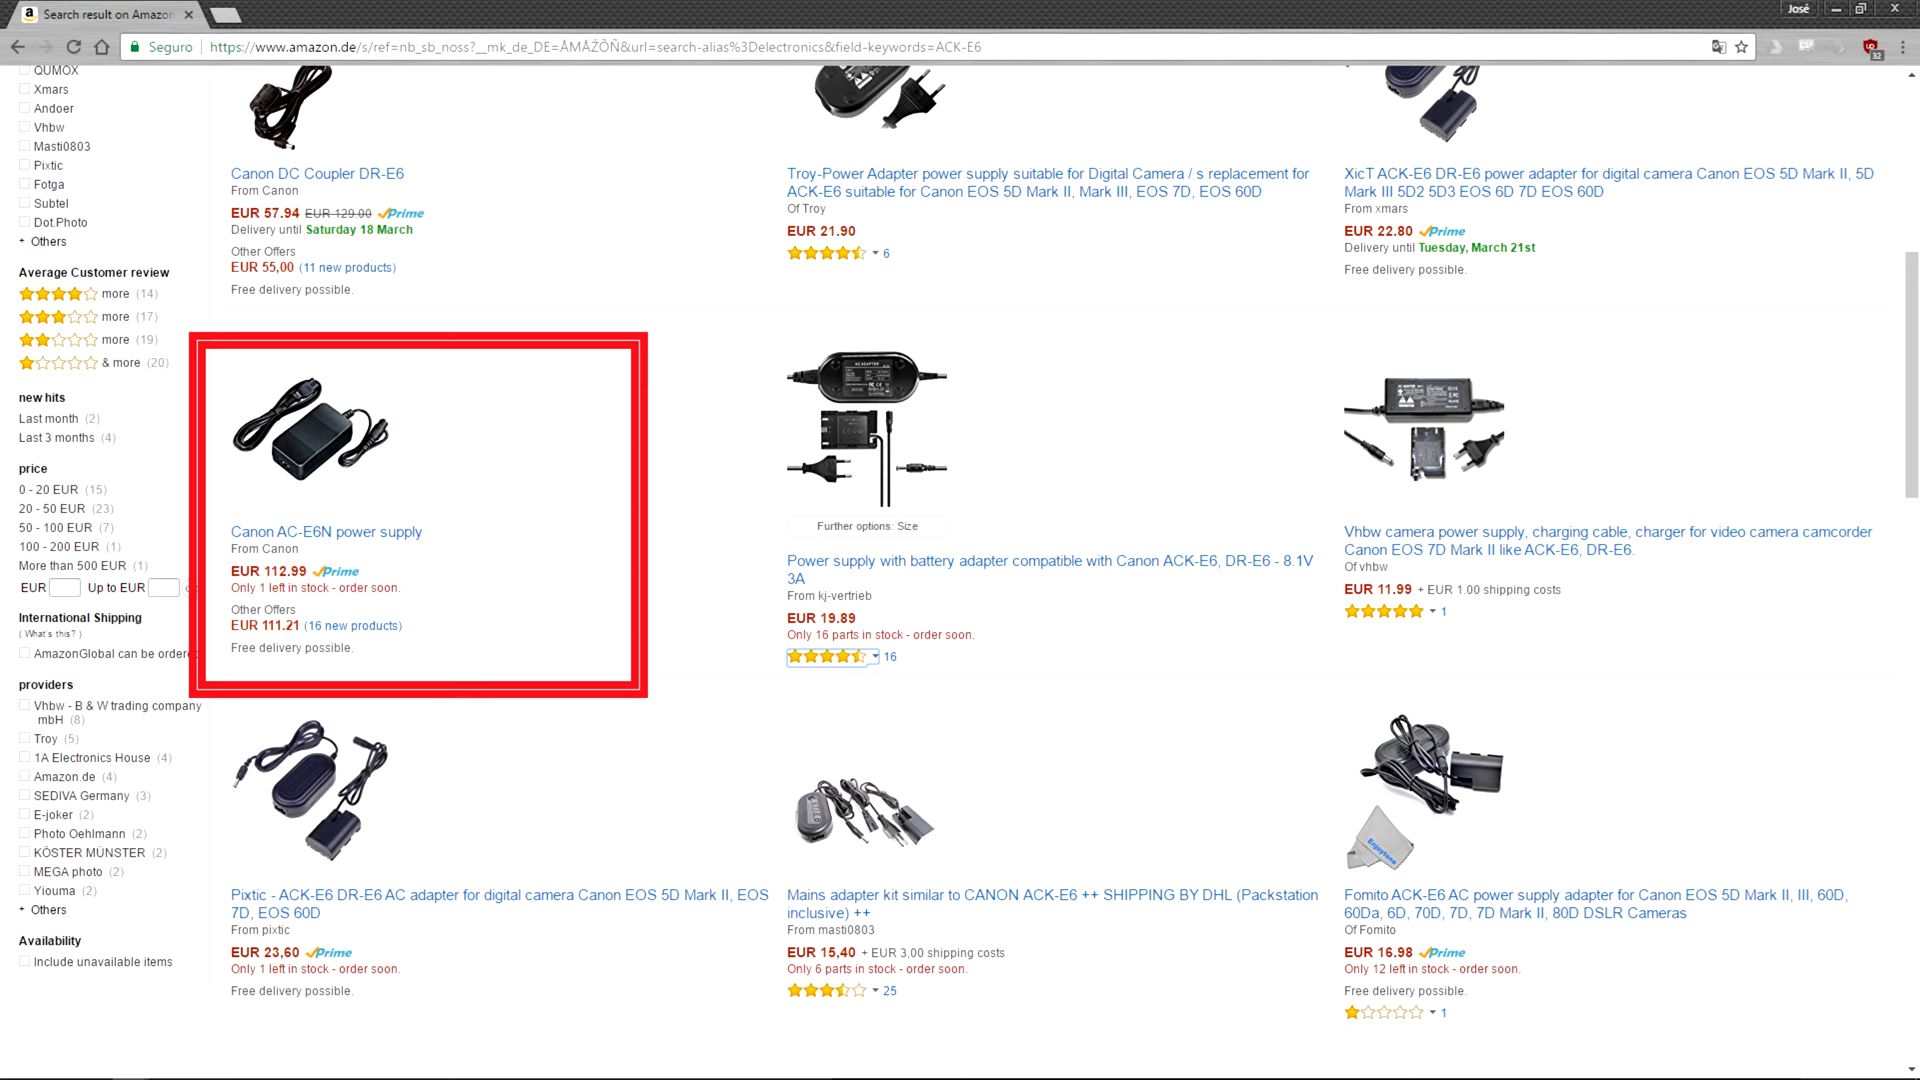 José
Search result on Amazon
Seguro
https://www.amazon.de/s/ref=nb_sb_noss?__mk_de_DE=ÅMÅŽÕÑ&url=search-alias%3Delectronics&field-keywords=ACK-E6
32
QUMOX
Xmars
Andoer
Vhbw
Masti0803
Pixtic
Fotga
Subtel
Dot.Photo
+ Others
Average Customer review
more (14)
more (17)
more (19)
& more (20)
new hits
Last month (2)
Last 3 months (4)
price
0 - 20 EUR (15)
20 - 50 EUR (23)
50 - 100 EUR (7)
100 - 200 EUR (1)
More than 500 EUR (1)
EUR Up to EUR
International Shipping
( What's this? )
AmazonGlobal can be ordere
providers
Vhbw - B & W trading company
mbH (8)
Troy (5)
1A Electronics House (4)
Amazon.de (4)
SEDIVA Germany (3)
E-joker (2)
Photo Oehlmann (2)
KÖSTER MÜNSTER (2)
MEGA photo (2)
Yiouma (2)
+ Others
Availability
Include unavailable items
Canon DC Coupler DR-E6
From Canon
EUR 57.94 EUR 129.00 Prime
Delivery until Saturday 18 March
Other Offers
EUR 55,00 (11 new products)
Free delivery possible.
Troy-Power Adapter power supply suitable for Digital Camera / s replacement for
ACK-E6 suitable for Canon EOS 5D Mark II, Mark III, EOS 7D, EOS 60D
Of Troy
EUR 21.90
6
XicT ACK-E6 DR-E6 power adapter for digital camera Canon EOS 5D Mark II, 5D
Mark III 5D2 5D3 EOS 6D 7D EOS 60D
From xmars
EUR 22.80 Prime
Delivery until Tuesday, March 21st
Free delivery possible.
Canon AC-E6N power supply
From Canon
EUR 112.99 Prime
Only 1 left in stock - order soon.
Other Offers
EUR 111.21 (16 new products)
Free delivery possible.
AC ADAPTER
Further options: Size
Power supply with battery adapter compatible with Canon ACK-E6, DR-E6 - 8.1V
3A
From kj-vertrieb
EUR 19.89
Only 16 parts in stock - order soon.
16
Vhbw camera power supply, charging cable, charger for video camera camcorder
Canon EOS 7D Mark II like ACK-E6, DR-E6.
Of vhbw
EUR 11.99 + EUR 1.00 shipping costs
1
Pixtic - ACK-E6 DR-E6 AC adapter for digital camera Canon EOS 5D Mark II, EOS
7D, EOS 60D
From pixtic
EUR 23,60 Prime
Only 1 left in stock - order soon.
Free delivery possible.
Mains adapter kit similar to CANON ACK-E6 ++ SHIPPING BY DHL (Packstation
inclusive) ++
From masti0803
EUR 15,40 + EUR 3,00 shipping costs
Only 6 parts in stock - order soon.
25
Enjoytone
Fomito ACK-E6 AC power supply adapter for Canon EOS 5D Mark II, III, 60D,
60Da, 6D, 70D, 7D, 7D Mark II, 80D DSLR Cameras
Of Fomito
EUR 16.98 Prime
Only 12 left in stock - order soon.
Free delivery possible.
1